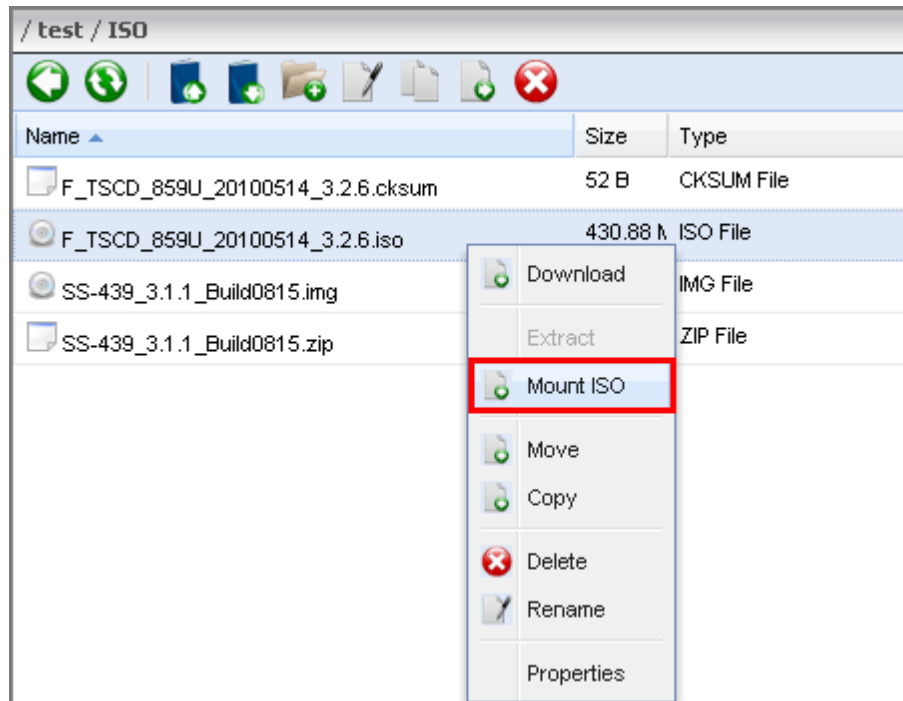 / test / ISO
Name Size Type
F_TSCD_859U_20100514_3.2.6.cksum 52 B CKSUM File
F_TSCD_859U_20100514_3.2.6.iso 430.88 M ISO File
Download
SS-439_3.1.1_Build0815.img IMG File
Extract
SS-439_3.1.1_Build0815.zip ZIP File
Mount ISO
Move
Copy
Delete
Rename
Properties